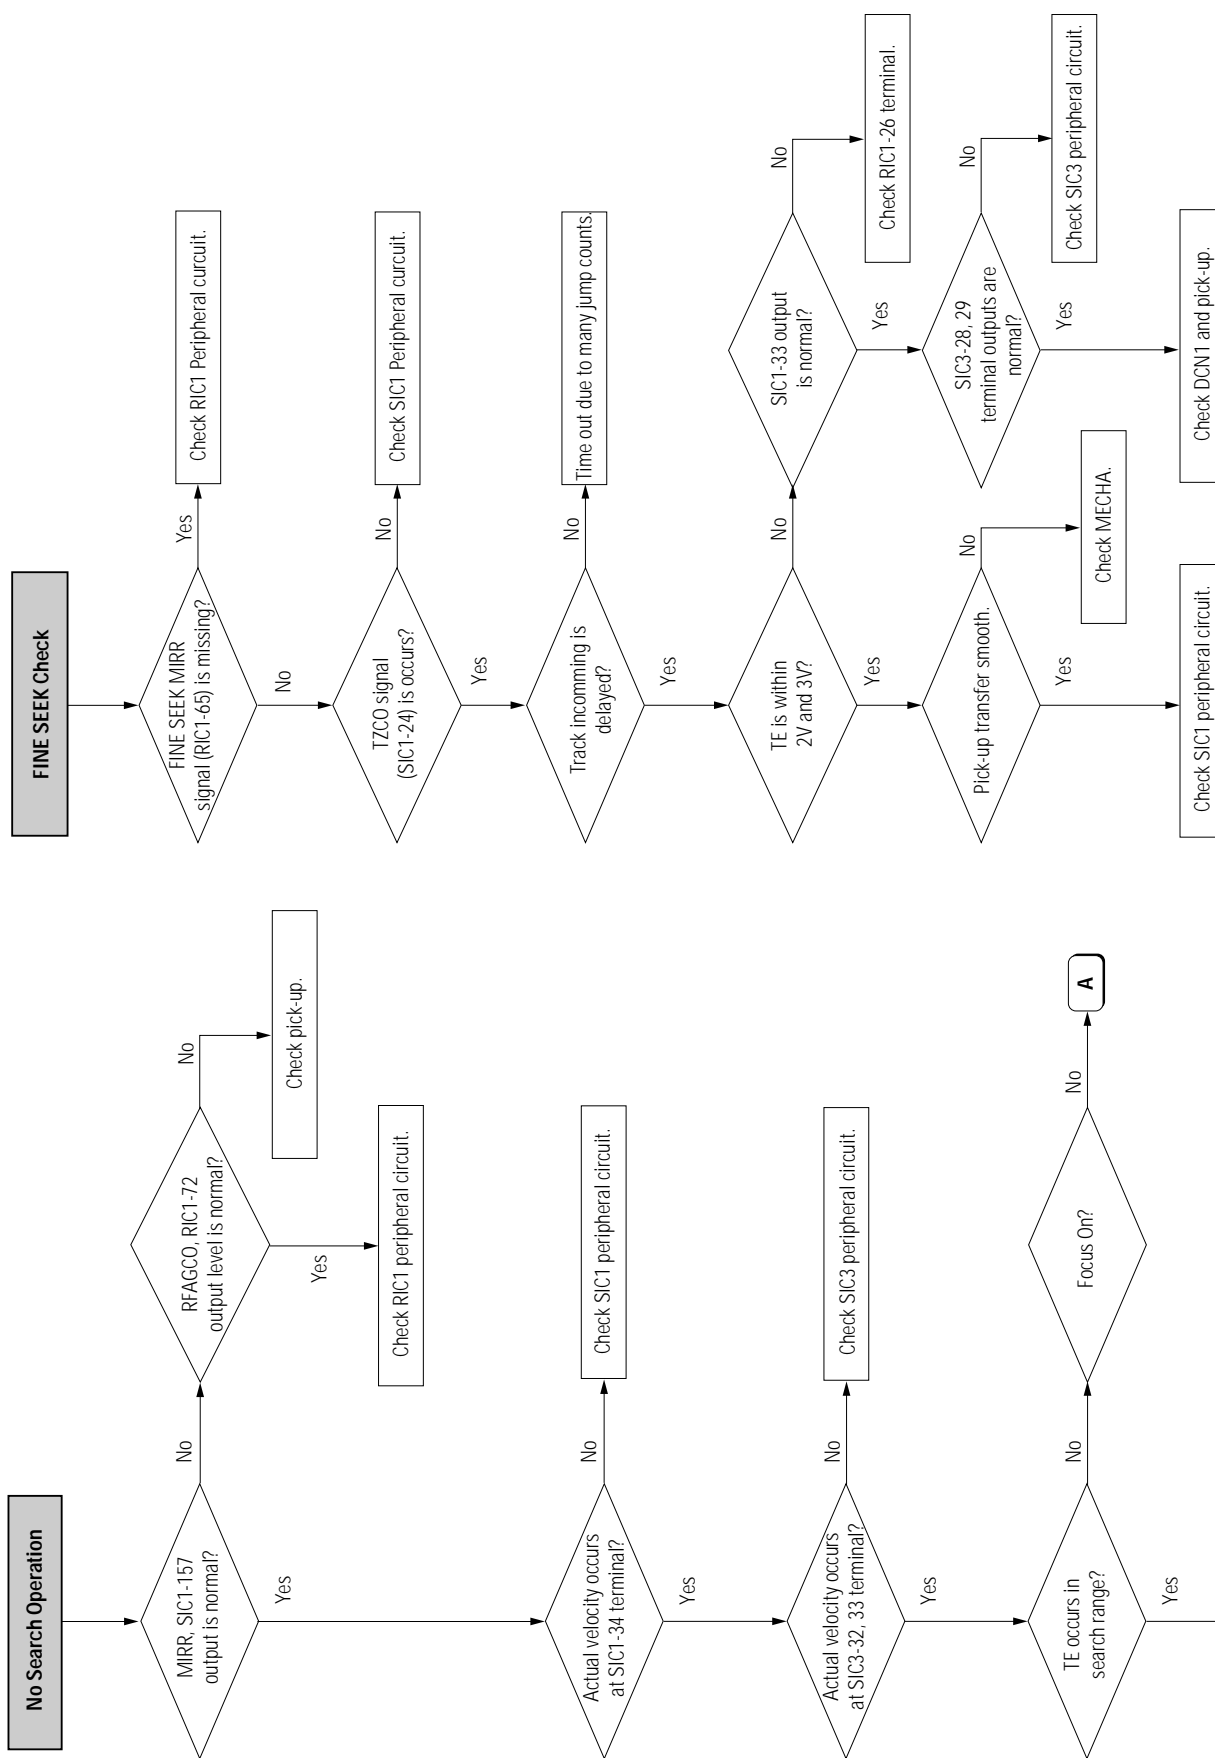 No Search Operation
MIRR, SIC1-157
output is normal?
No
RFAGCO, RIC1-72
output level is normal?
No
Check pick-up.
Yes
Check RIC1 peripheral circuit.
Yes
Actual velocity occurs
at SIC1-34 terminal?
No
Check SIC1 peripheral circuit.
Yes
Actual velocity occurs
at SIC3-32, 33 terminal?
No
Check SIC3 peripheral circuit.
Yes
TE occurs in
search range?
No
Focus On?
No
A
Yes
FINE SEEK Check
FINE SEEK MIRR
signal (RIC1-65) is missing?
Yes
Check RIC1 Peripheral curcuit.
No
TZCO signal
(SIC1-24) is occurs?
No
Check SIC1 Peripheral curcuit.
Yes
Track incomming is
delayed?
No
Time out due to many jump counts.
Yes
TE is within
2V and 3V?
No
SIC1-33 output
is normal?
No
Check RIC1-26 terminal.
Yes
Yes
Pick-up transfer smooth.
No
Check MECHA.
SIC3-28, 29
terminal outputs are
normal?
No
Check SIC3 peripheral circuit.
Yes
Yes
Check SIC1 peripheral circuit.
Check DCN1 and pick-up.